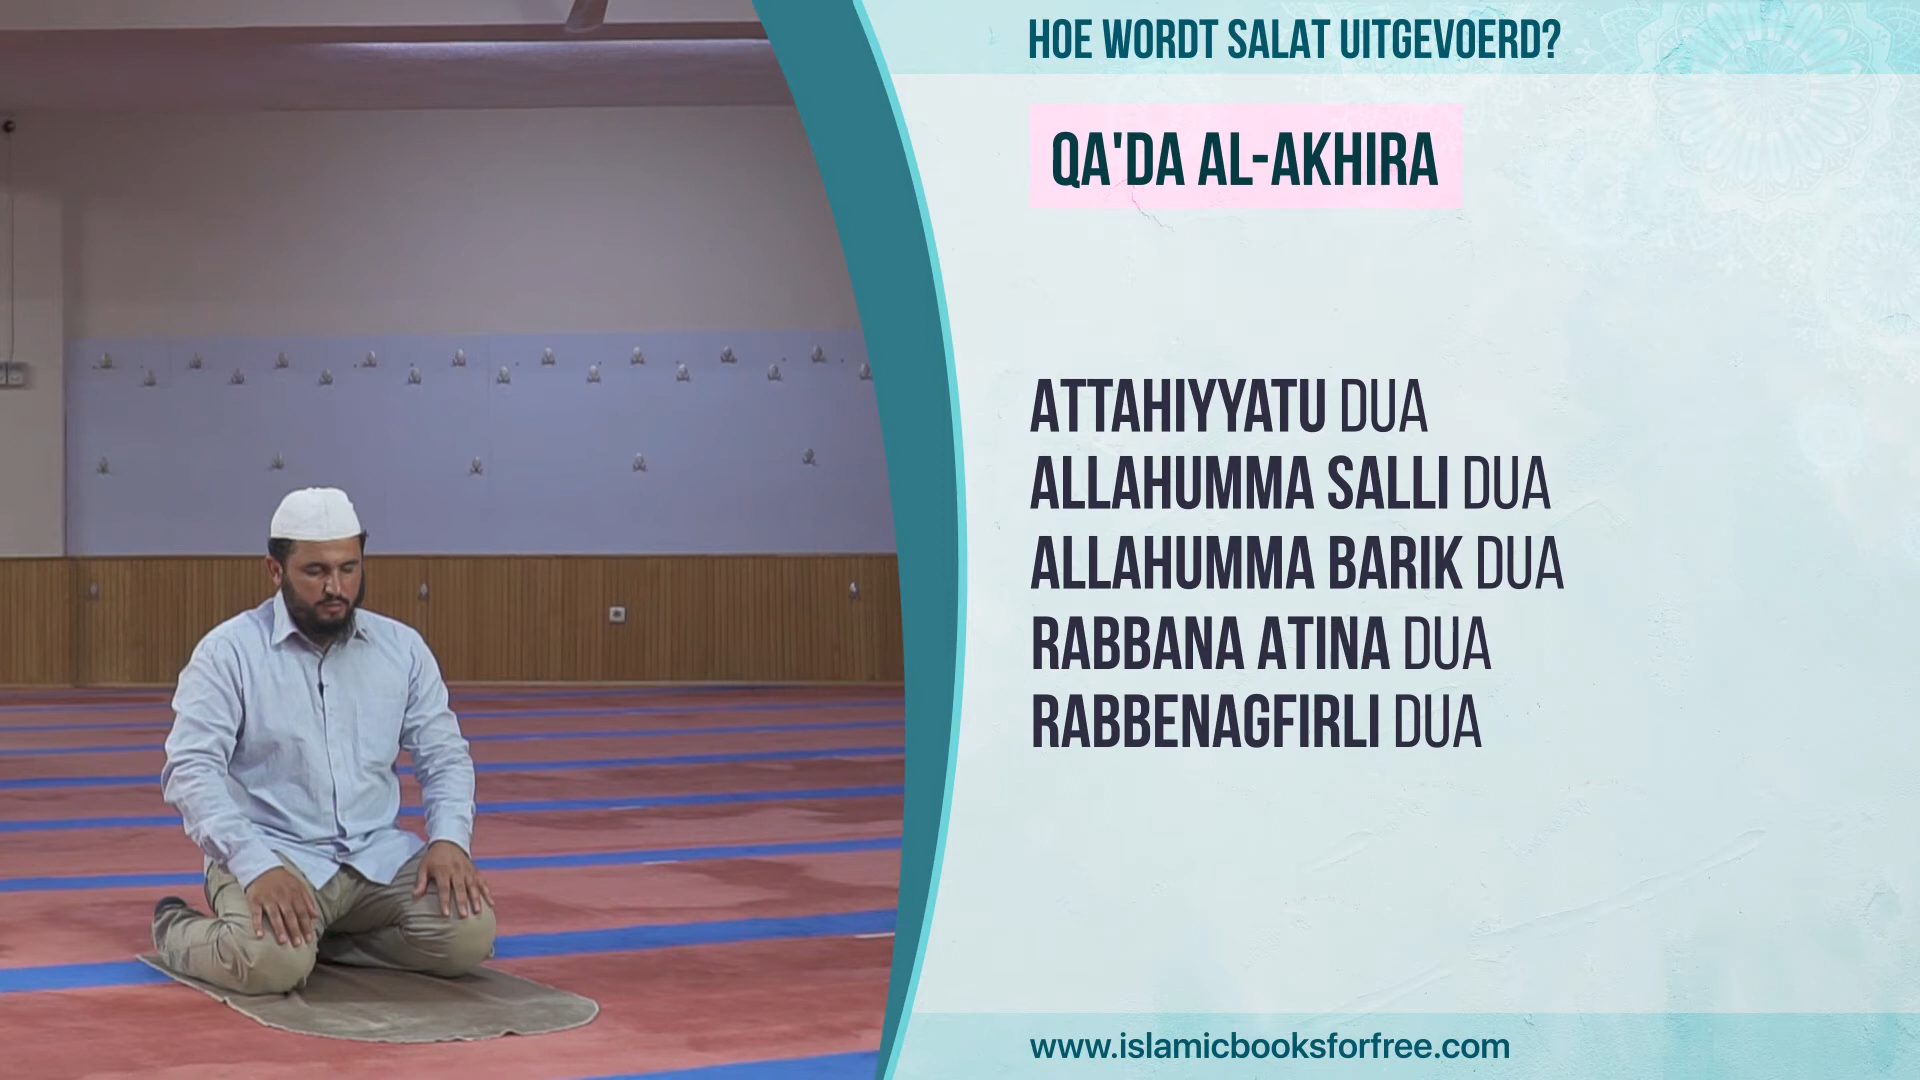 HOE WORDT SALAT UITGEVOERD?
QA'DA AL-AKHIRA
ATTAHIYYATU DUA
ALLAHUMMA SALLI DUA
ALLAHUMMA BARIK DUA
RABBANA ATINA DUA
RABBENAGFIRLI DUA
www.islamicbooksforfree.com